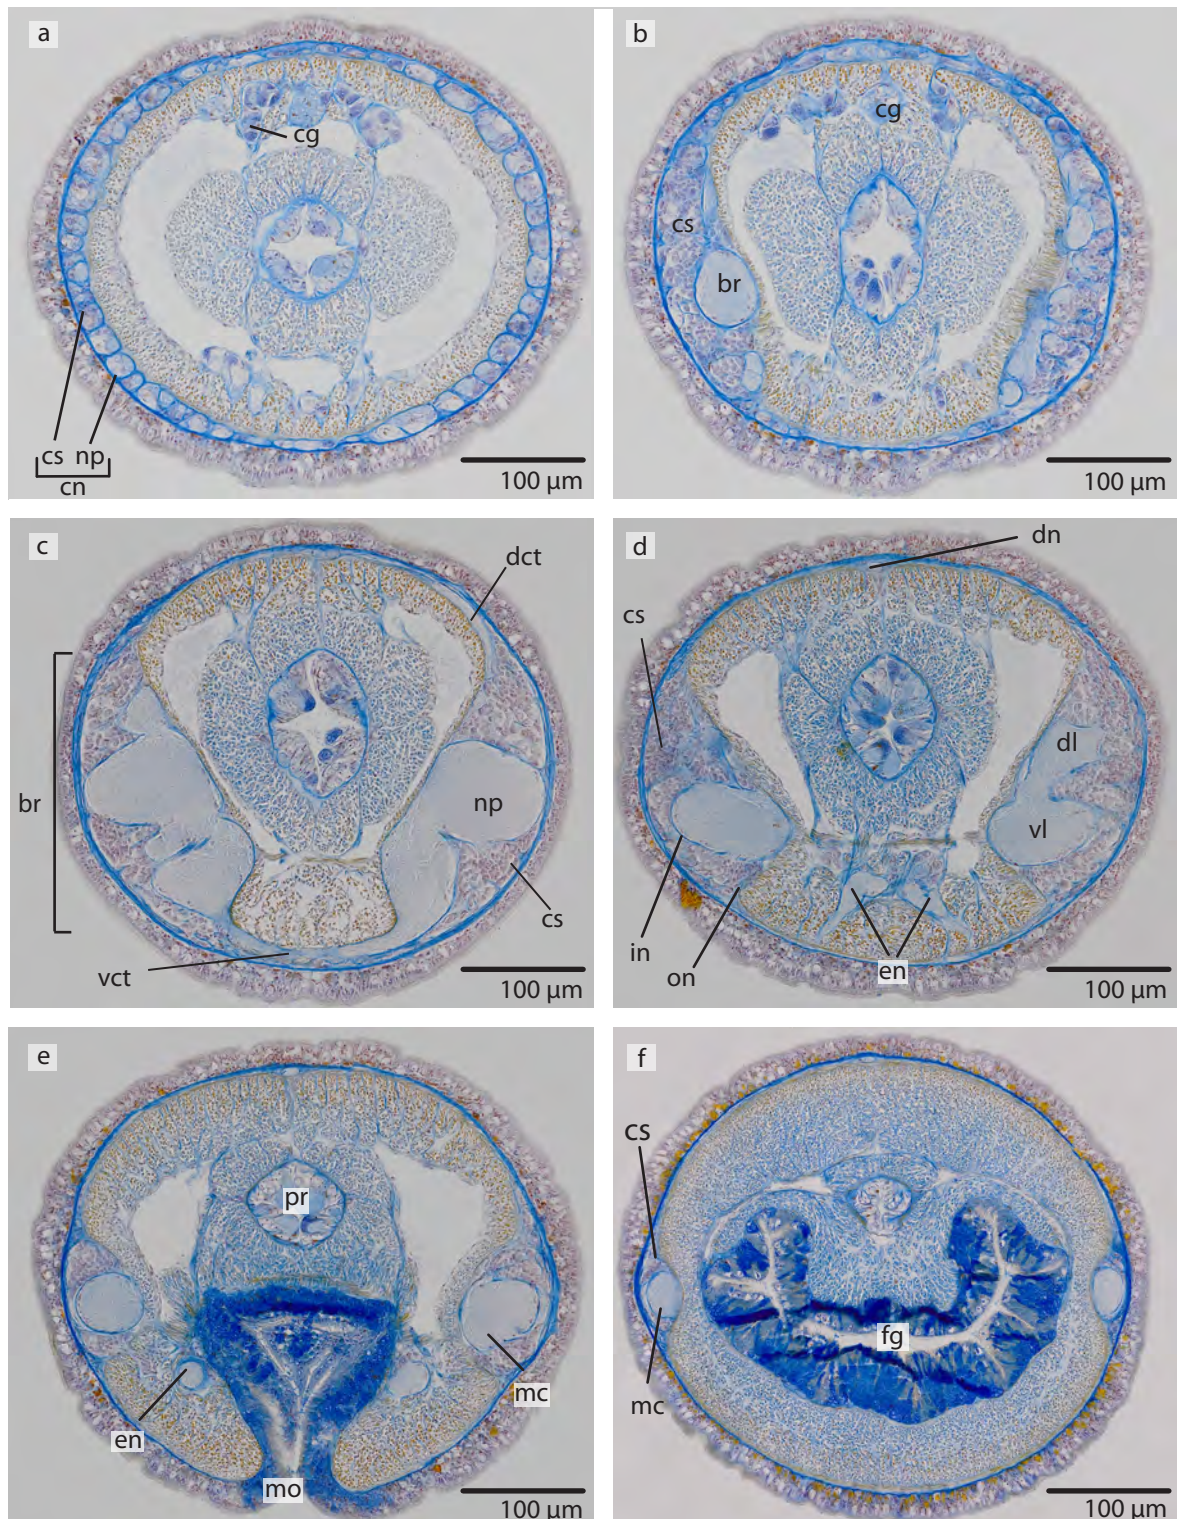 a
cg
cs np
cn
100 µm
b
cg
cs
br
100 µm
c
dct
br
np
cs
vct
100 µm
d
dn
cs
dl
vl
in
on
en
100 µm
e
pr
mc
en
mo
100 µm
f
cs
fg
mc
100 µm